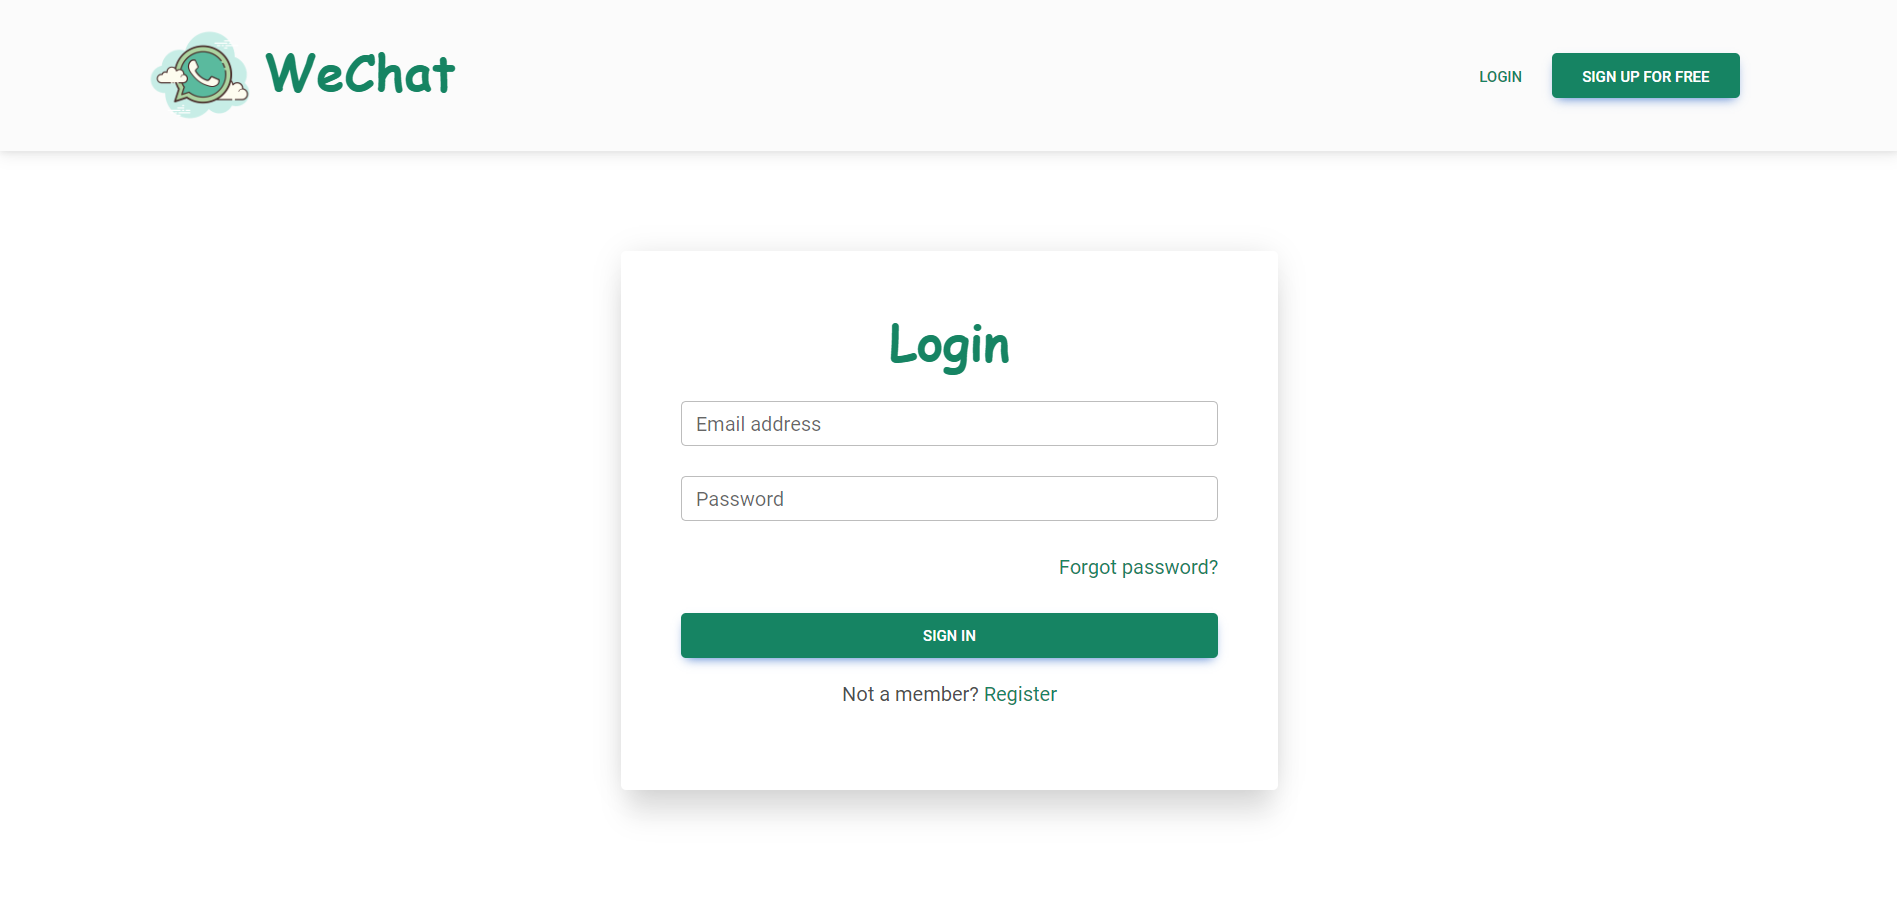 WeChat
LOGIN
SIGN UP FOR FREE
Login
Email address
Password
Forgot password?
SIGN IN
Not a member? Register